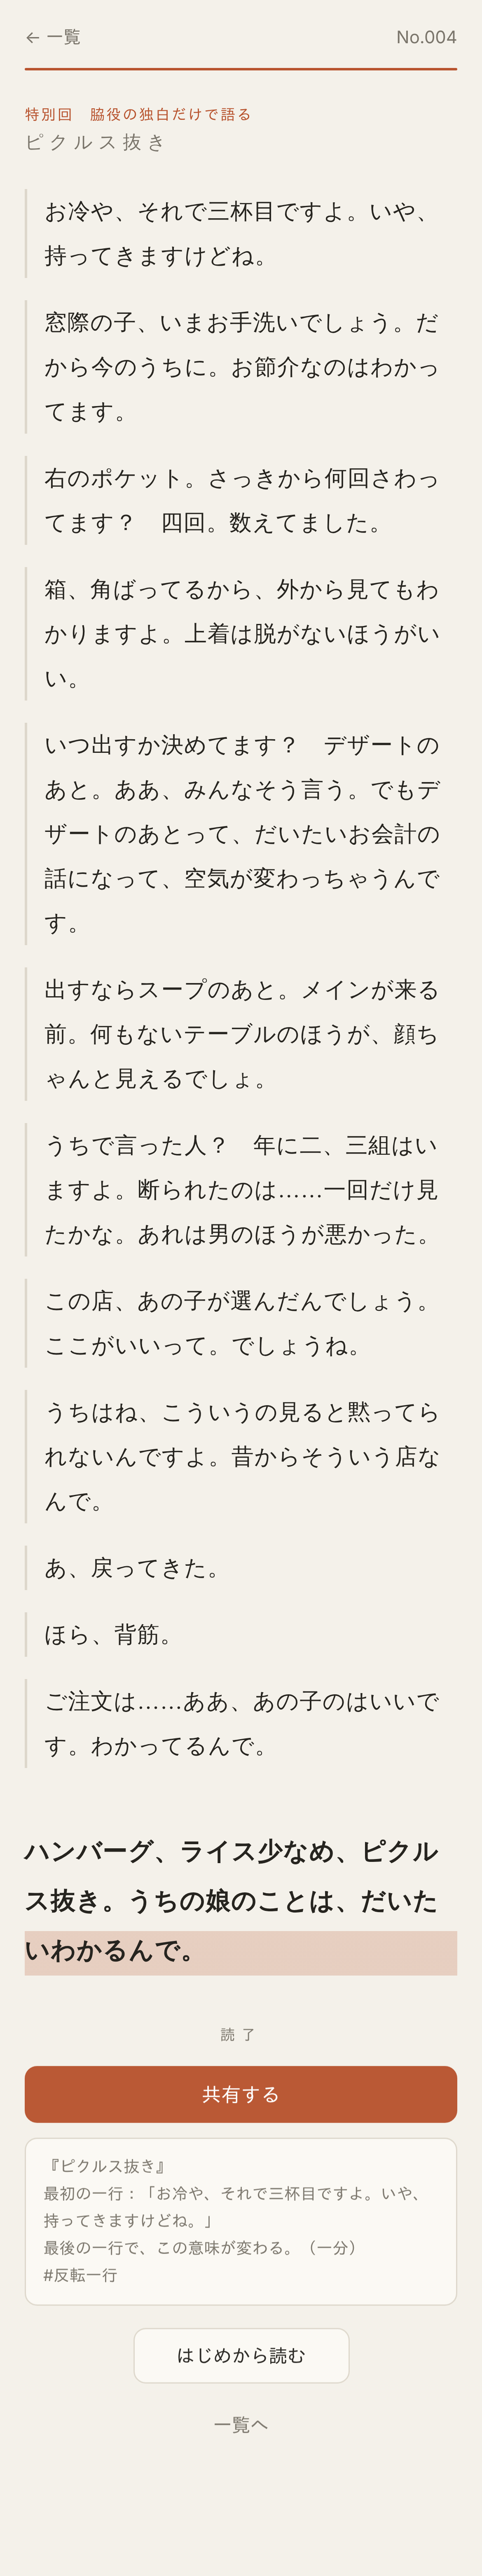 ← 一覧
No.004
特別回　脇役の独白だけで語る
ピクルス抜き
お冷や、それで三杯目ですよ。いや、
持ってきますけどね。
窓際の子、いまお手洗いでしょう。だ
から今のうちに。お節介なのはわかっ
てます。
右のポケット。さっきから何回さわっ
てます？　四回。数えてました。
箱、角ばってるから、外から見てもわ
かりますよ。上着は脱がないほうがい
い。
いつ出すか決めてます？　デザートの
あと。ああ、みんなそう言う。でもデ
ザートのあとって、だいたいお会計の
話になって、空気が変わっちゃうんで
す。
出すならスープのあと。メインが来る
前。何もないテーブルのほうが、顔ち
ゃんと見えるでしょ。
うちで言った人？　年に二、三組はい
ますよ。断られたのは……一回だけ見
たかな。あれは男のほうが悪かった。
この店、あの子が選んだんでしょう。
ここがいいって。でしょうね。
うちはね、こういうの見ると黙ってら
れないんですよ。昔からそういう店な
んで。
あ、戻ってきた。
ほら、背筋。
ご注文は……ああ、あの子のはいいで
す。わかってるんで。
ハンバーグ、ライス少なめ、ピクル
ス抜き。うちの娘のことは、だいた
いわかるんで。
読了
共有する
『ピクルス抜き』
最初の一行：「お冷や、それで三杯目ですよ。いや、
持ってきますけどね。」
最後の一行で、この意味が変わる。（一分）
#反転一行
はじめから読む
一覧へ